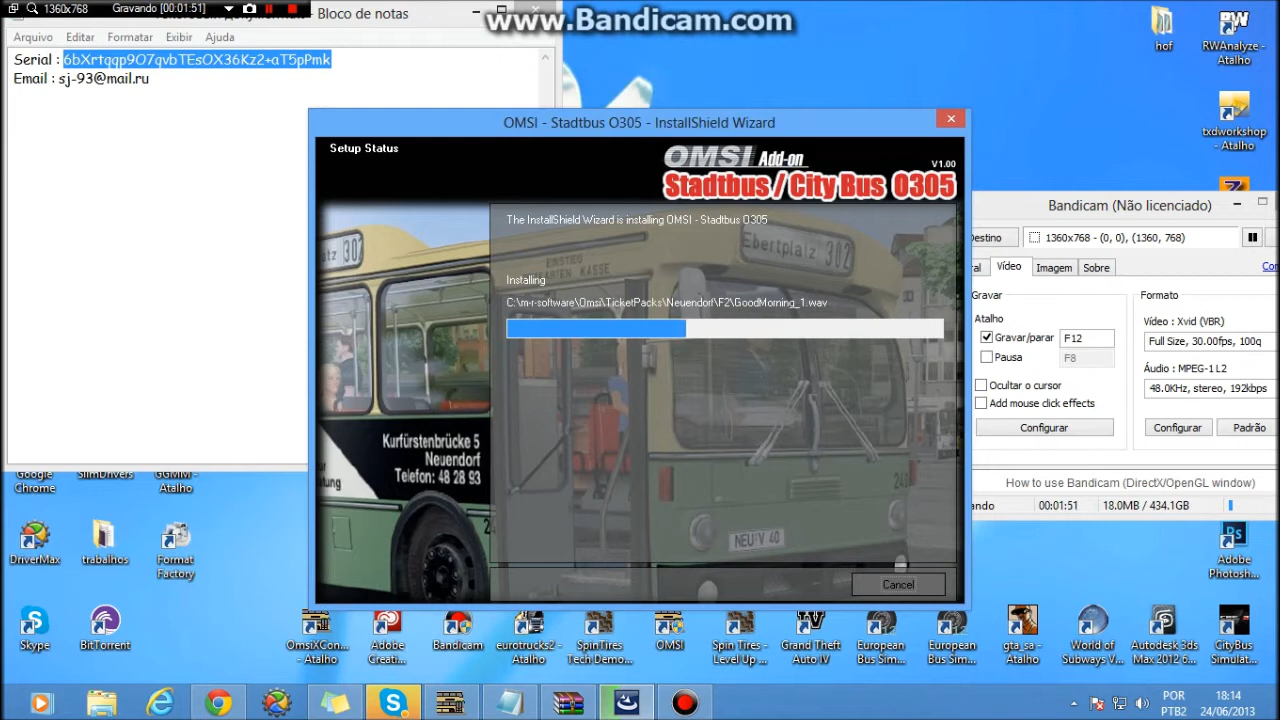 1360x768
Gravando [00:01:51]
- Bloco de notas
www.Bandicam.com
Arquivo Editar Formatar Exibir Ajuda
Serial : 6bXrtqqp9O7qvbTEsOX36Kz2+aT5pPmk
Email : sj-93@mail.ru
hof
RWAnalyze - Atalho
txdworkshop - Atalho
OMSI - Stadtbus O305 - InstallShield Wizard
Setup Status
OMSI Add-on
V1.00
Stadtbus / City Bus O305
The InstallShield Wizard is installing OMSI - Stadtbus O305
Installing
C:\m-r-software\Omsi\TicketPacks\Neuendorf\F2\GoodMorning_1.wav
Ebertplatz 302
EINSTIEG
KASSE
Kurfürstenbrücke 5
Neuendorf
Telefon: 48 28 93
NEU V 40
Cancel
Bandicam (Não licenciado)
Destino
1360x768 - (0, 0), (1360, 768)
Vídeo Imagem Sobre
Gravar
Formato
Atalho
Gravar/parar F12
Pausa F8
Ocultar o cursor
Add mouse click effects
Configurar
Vídeo : Xvid (VBR)
Full Size, 30.00fps, 100q
Áudio : MPEG-1 L2
48.0KHz, stereo, 192kbps
Configurar Padrão
How to use Bandicam (DirectX/OpenGL window)
00:01:51 18.0MB / 434.1GB
Google Chrome
SlimDrivers
GGMM - Atalho
DriverMax
trabalhos
Format Factory
Adobe Photosh...
Skype
BitTorrent
OmsiXCon... - Atalho
Adobe Creati...
Bandicam
eurotrucks2 - Atalho
SpinTires Tech Demo...
OMSI
Spin Tires - Level Up ...
Grand Theft Auto IV
European Bus Sim...
European Bus Sim...
gta_sa - Atalho
World of Subways V...
Autodesk 3ds Max 2012 6...
CityBus Simulat...
POR
PTB2
18:14
24/06/2013